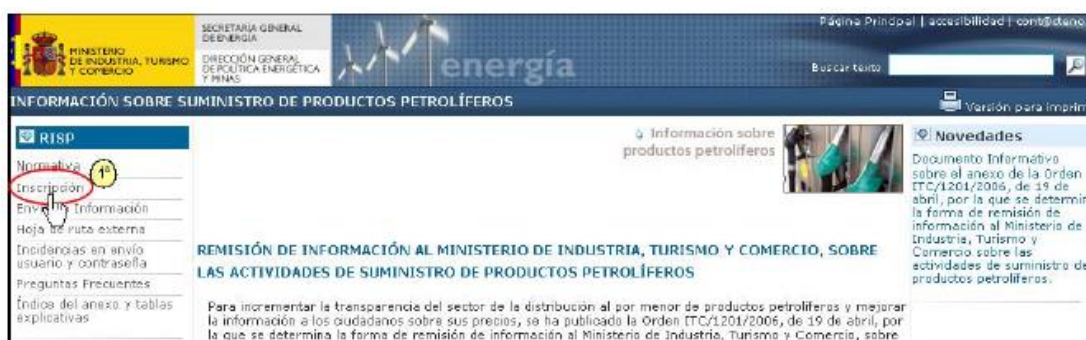 MINISTERIO
DE INDUSTRIA, TURISMO
Y COMERCIO
SECRETARÍA GENERAL
DE ENERGÍA
DIRECCIÓN GENERAL
DE POLÍTICA ENERGÉTICA
Y MINAS
energía
Página Principal | accesibilidad | cont@cteno
Buscar texto
INFORMACIÓN SOBRE SUMINISTRO DE PRODUCTOS PETROLÍFEROS
Versión para imprim
RISP
Normativa
1º
Inscripción
Información
Hoja de ruta externa
Incidencias en envío
usuario y contraseña
Preguntas Frecuentes
Índice del anexo y tablas
explicativas
Información sobre
productos petrolíferos
REMISIÓN DE INFORMACIÓN AL MINISTERIO DE INDUSTRIA, TURISMO Y COMERCIO, SOBRE
LAS ACTIVIDADES DE SUMINISTRO DE PRODUCTOS PETROLÍFEROS
Para incrementar la transparencia del sector de la distribución al por menor de productos petrolíferos y mejorar
la información a los ciudadanos sobre sus precios, se ha publicado la Orden ITC/1201/2006, de 19 de abril, por
la que se determina la forma de remisión de información al Ministerio de Industria, Turismo y Comercio, sobre
Novedades
Documento Informativo
sobre el anexo de la Orden
ITC/1201/2006, de 19 de
abril, por la que se determin
la forma de remisión de
información al Ministerio de
Industria, Turismo y
Comercio sobre las
actividades de suministro de
productos petrolíferos.